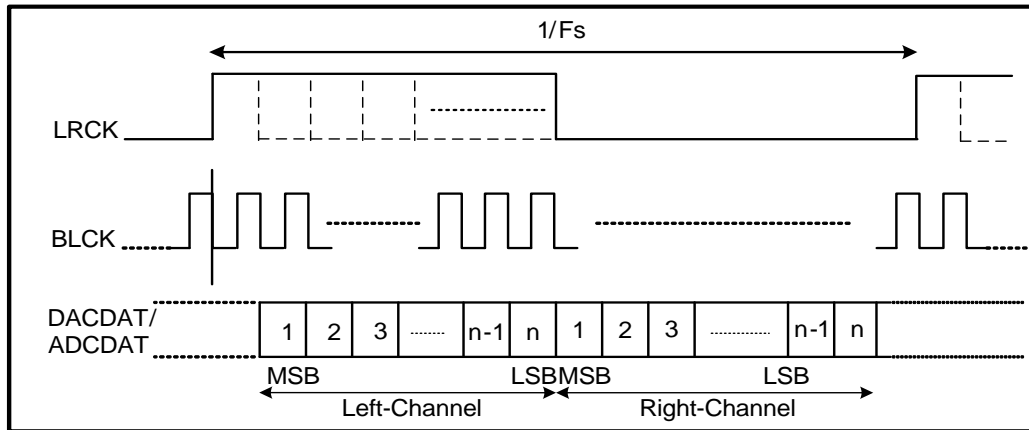 1/Fs
LRCK
BLCK
DACDAT/
ADCDAT
1 2 3 n-1 n 1 2 3 n-1 n
MSB LSB MSB LSB
Left-Channel Right-Channel